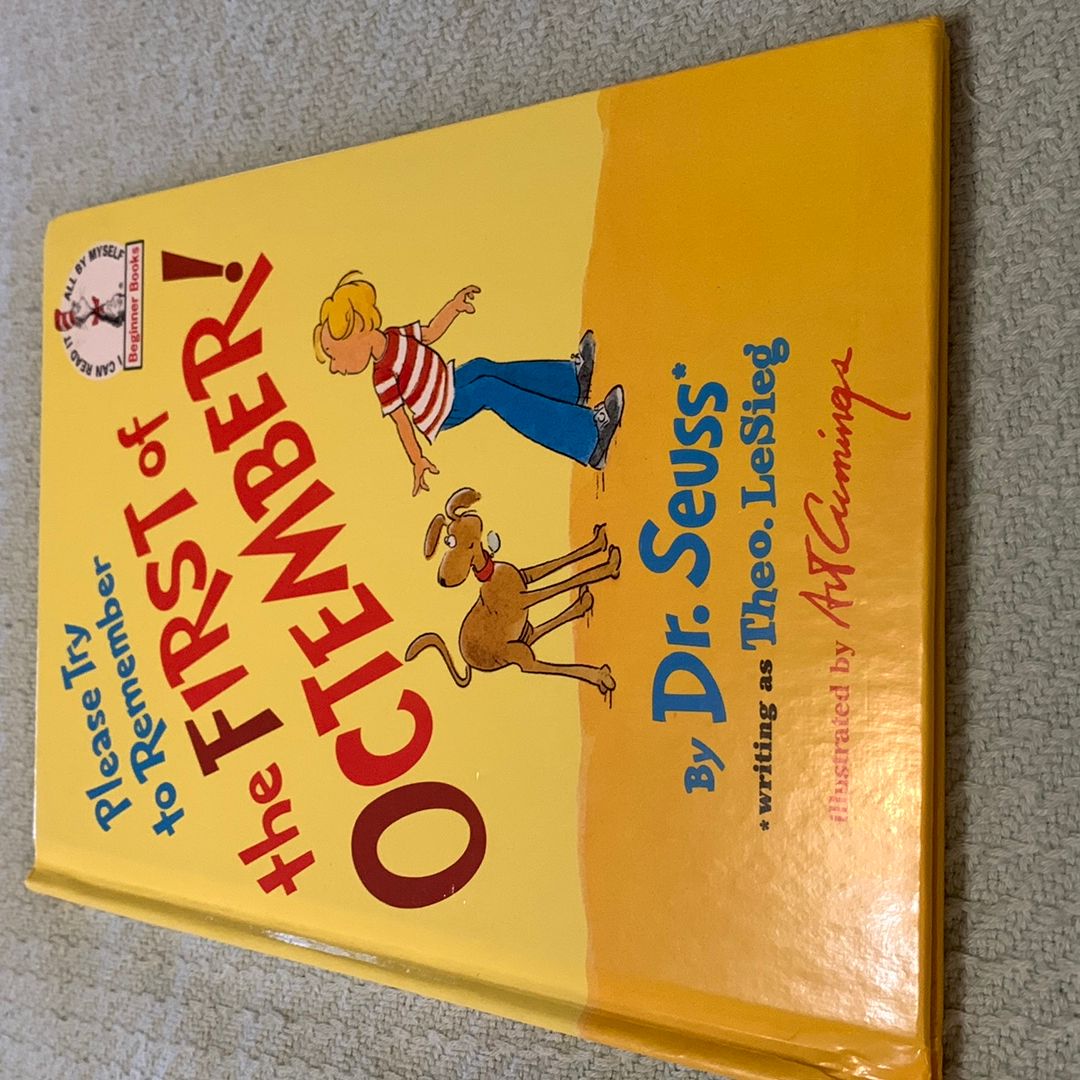 I CAN READ IT ALL BY MYSELF
Beginner Books
Please Try
to Remember
the FIRST of
OCTEMBER!
By Dr. Seuss*
*writing as Theo. LeSieg
illustrated by Art Cummings